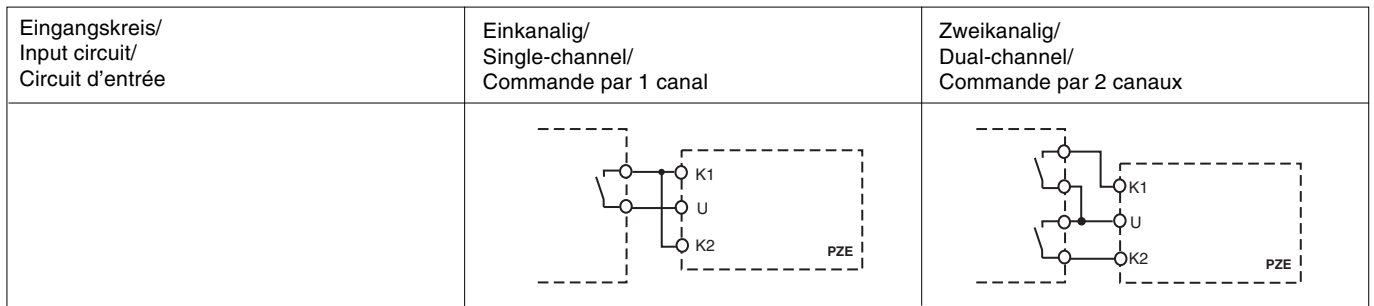 Eingangskreis/
Input circuit/
Circuit d'entrée
Einkanalig/
Single-channel/
Commande par 1 canal
Zweikanalig/
Dual-channel/
Commande par 2 canaux
K1
U
K2
PZE
K1
U
K2
PZE